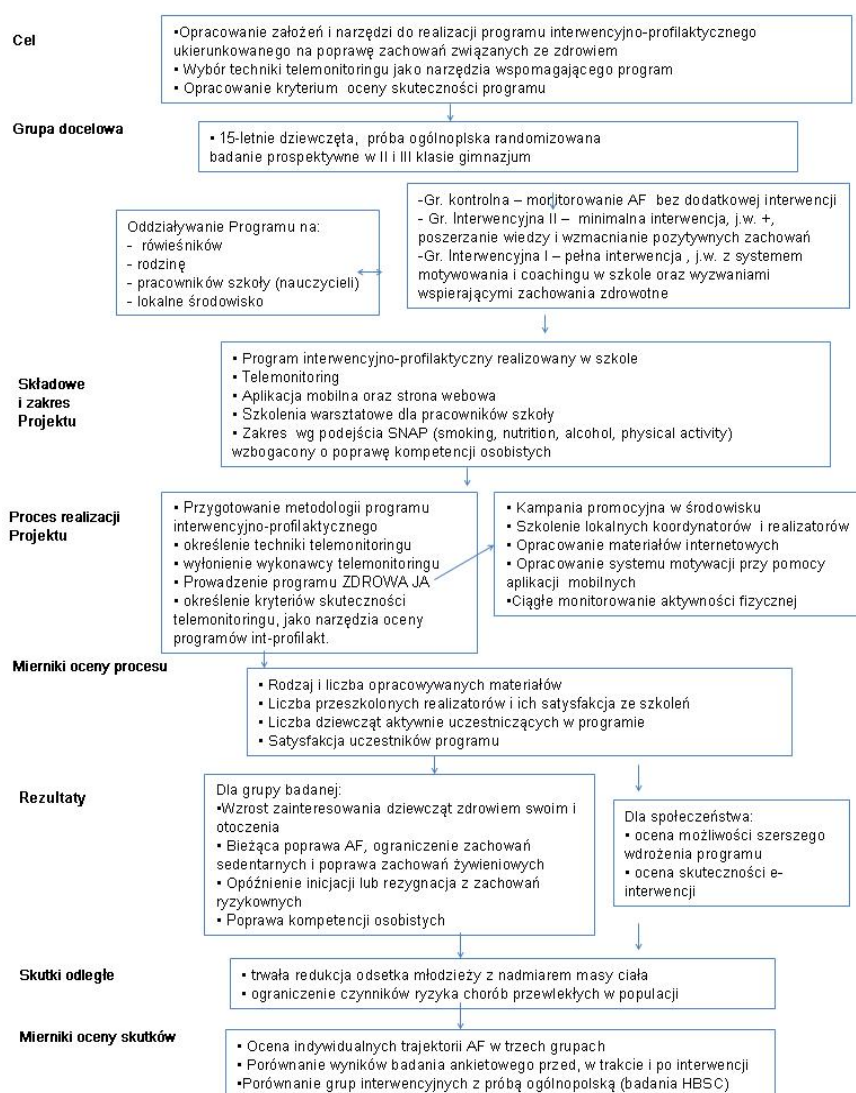 Cel
▪Opracowanie założeń i narzędzi do realizacji programu interwencyjno-profilaktycznego
ukierunkowanego na poprawę zachowań związanych ze zdrowiem
▪ Wybór techniki telemonitoringu jako narzędzia wspomagającego program
▪ Opracowanie kryterium oceny skuteczności programu
Grupa docelowa
▪ 15-letnie dziewczęta, próba ogólnoplska randomizowana
badanie prospektywne w II i III klasie gimnazjum
Oddziaływanie Programu na:
- rówieśników
- rodzinę
- pracowników szkoły (nauczycieli)
- lokalne środowisko
-Gr. kontrolna – monitorowanie AF bez dodatkowej interwencji
- Gr. Interwencyjna II – minimalna interwencja, j.w. +,
poszerzanie wiedzy i wzmacnianie pozytywnych zachowań
-Gr. Interwencyjna I – pełna interwencja , j.w. z systemem
motywowania i coachingu w szkole oraz wyzwaniami
wspierającymi zachowania zdrowotne
Składowe
i zakres
Projektu
▪ Program interwencyjno-profilaktyczny realizowany w szkole
▪ Telemonitoring
▪ Aplikacja mobilna oraz strona webowa
▪ Szkolenia warsztatowe dla pracowników szkoły
▪ Zakres wg podejścia SNAP (smoking, nutrition, alcohol, physical activity)
wzbogacony o poprawę kompetencji osobistych
Proces realizacji
Projektu
▪ Przygotowanie metodologii programu
interwencyjno-profilaktycznego
▪ określenie techniki telemonitoringu
▪ wyłonienie wykonawcy telemonitoringu
▪ Prowadzenie programu ZDROWA JA
▪ określenie kryteriów skuteczności
telemonitoringu, jako narzędzia oceny
programów int-profilakt.
▪ Kampania promocyjna w środowisku
▪ Szkolenie lokalnych koordynatorów i realizatorów
▪ Opracowanie materiałów internetowych
▪ Opracowanie systemu motywacji przy pomocy
aplikacji mobilnych
▪Ciągłe monitorowanie aktywności fizycznej
Mierniki oceny procesu
▪ Rodzaj i liczba opracowywanych materiałów
▪ Liczba przeszkolonych realizatorów i ich satysfakcja ze szkoleń
▪ Liczba dziewcząt aktywnie uczestniczących w programie
▪ Satysfakcja uczestników programu
Rezultaty
Dla grupy badanej:
▪Wzrost zainteresowania dziewcząt zdrowiem swoim i
otoczenia
▪ Bieżąca poprawa AF, ograniczenie zachowań
sedentarnych i poprawa zachowań żywieniowych
▪ Opóźnienie inicjacji lub rezygnacja z zachowań
ryzykownych
▪ Poprawa kompetencji osobistych
Dla społeczeństwa:
▪ ocena możliwości szerszego
wdrożenia programu
▪ ocena skuteczności e-
interwencji
Skutki odległe
▪ trwała redukcja odsetka młodzieży z nadmiarem masy ciała
▪ ograniczenie czynników ryzyka chorób przewlekłych w populacji
Mierniki oceny skutków
▪ Ocena indywidualnych trajektorii AF w trzech grupach
▪ Porównanie wyników badania ankietowego przed, w trakcie i po interwencji
▪Porównanie grup interwencyjnych z próbą ogólnopolską (badania HBSC)